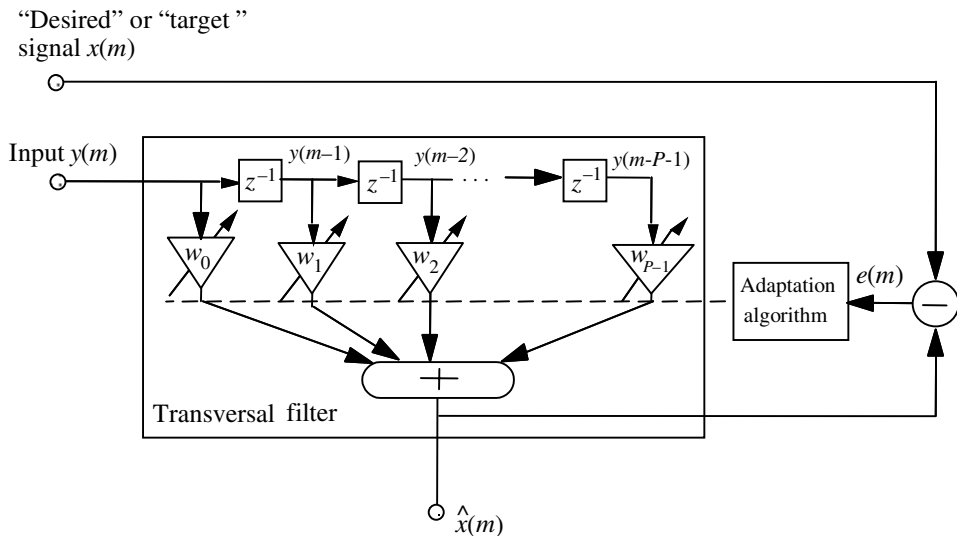 “Desired” or “target ”
signal x(m)
Input y(m)
y(m–1)
y(m–2)
y(m-P-1)
z⁻¹
z⁻¹
. . .
z⁻¹
w₀
w₁
w₂
w_P–1
Adaptation
algorithm
e(m)
—
+
Transversal filter
x̂(m)